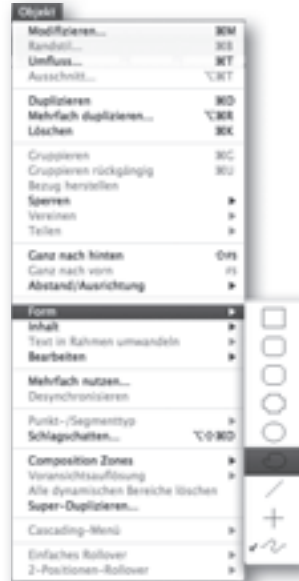 Objekt
Modifizieren... ⌘M
Randstil... ⌘B
Umfluss... ⌘T
Ausschnitt... ⌥⌘T
Duplizieren ⌘D
Mehrfach duplizieren... ⌥⌘R
Löschen ⌘K
Gruppieren ⌘G
Gruppieren rückgängig ⌘U
Bezug herstellen
Sperren
Vereinen
Teilen
Ganz nach hinten ⇧F5
Ganz nach vorn F5
Abstand/Ausrichtung
Form
Inhalt
Text in Rahmen umwandeln
Bearbeiten
Mehrfach nutzen...
Desynchronisieren
Punkt-/Segmenttyp
Schlagschatten... ⌥⇧⌘D
Composition Zones
Voransichtsauflösung
Alle dynamischen Bereiche löschen
Super-Duplizieren...
Cascading-Menü
Einfaches Rollover
2-Positionen-Rollover